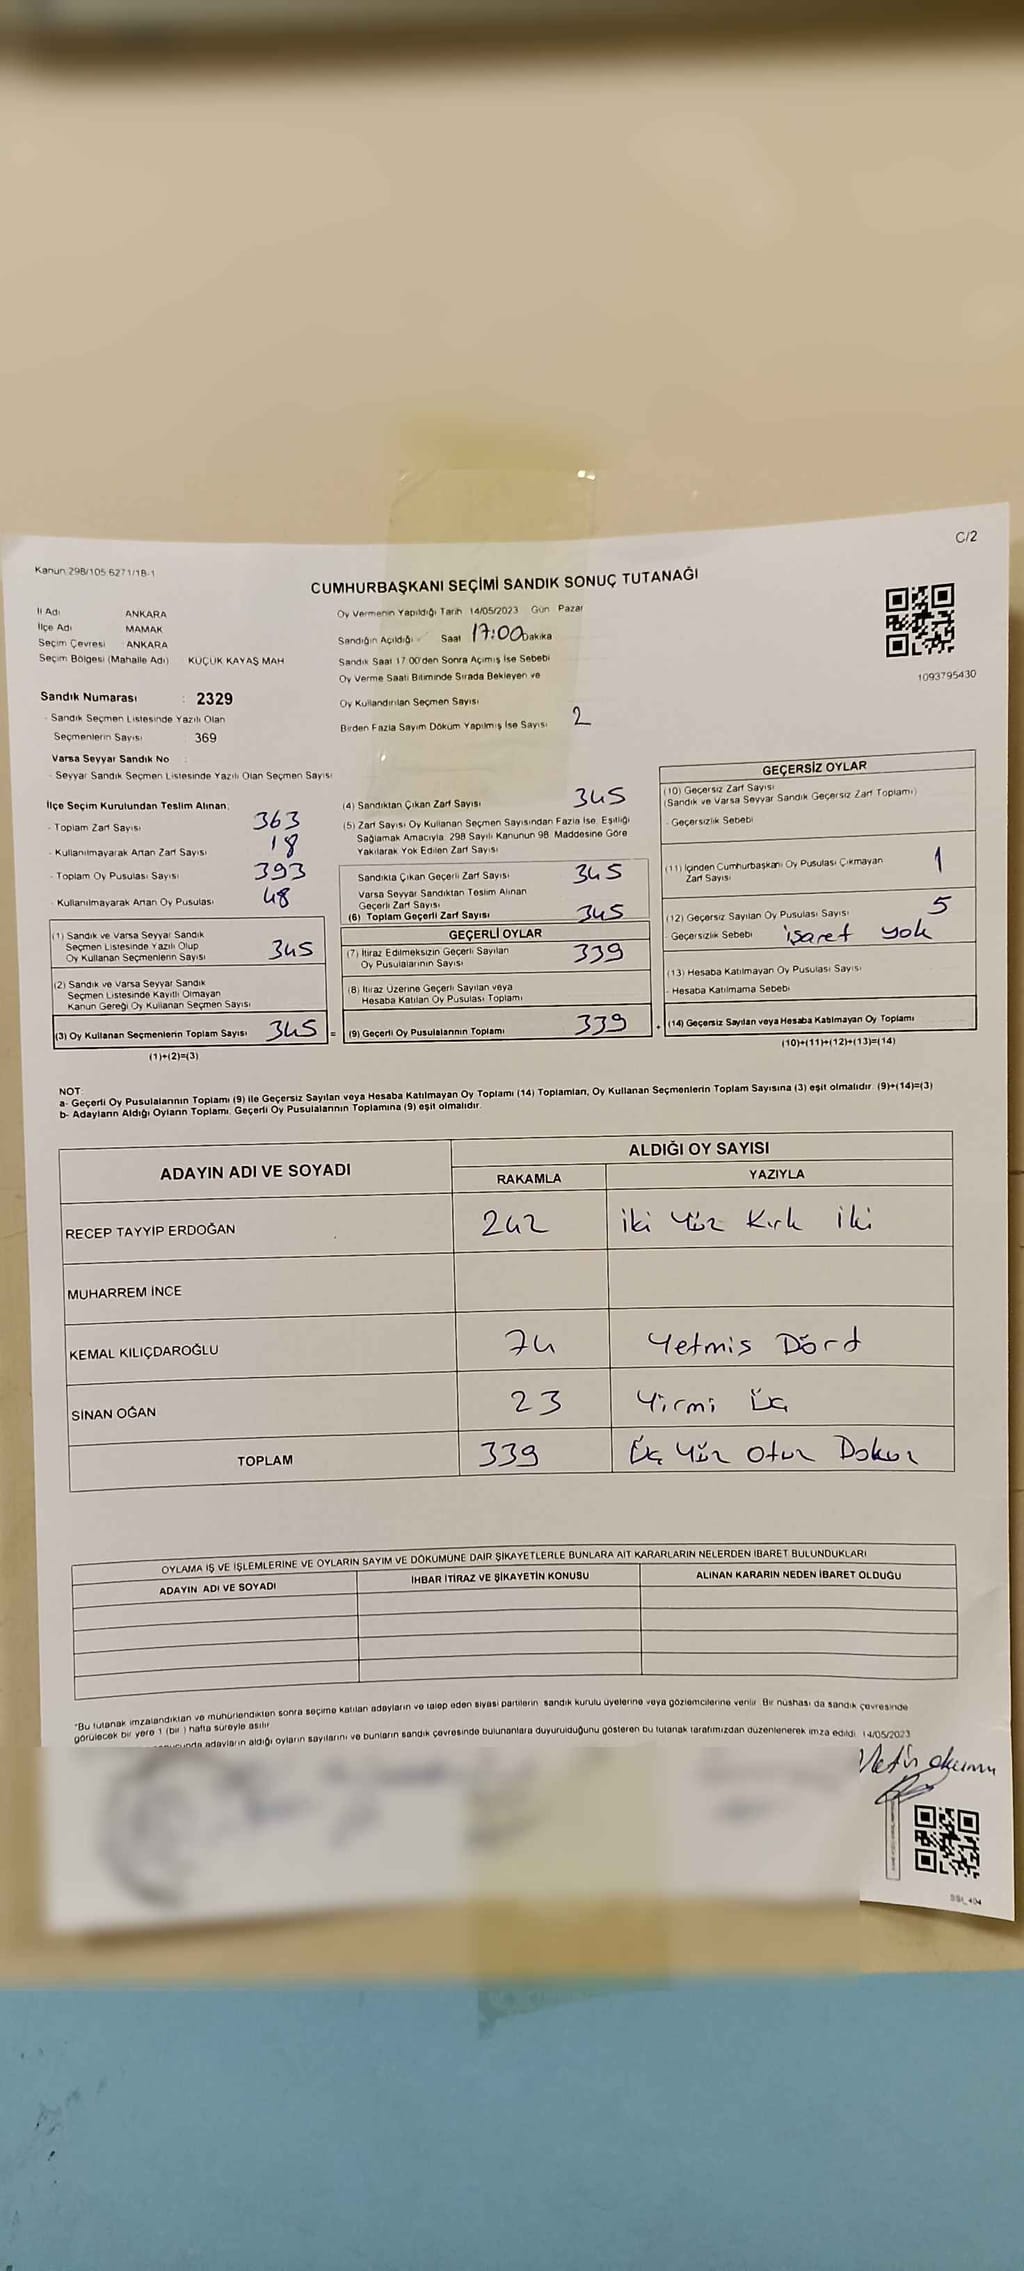 C/2
Kanun 298/105 6271/18-1
CUMHURBAŞKANI SEÇİMİ SANDIK SONUÇ TUTANAĞI
İl Adı ANKARA
İlçe Adı MAMAK
Seçim Çevresi ANKARA
Seçim Bölgesi (Mahalle Adı) KÜÇÜK KAYAŞ MAH
Sandık Numarası : 2329
- Sandık Seçmen Listesinde Yazılı Olan
Seçmenlerin Sayısı 369
Varsa Seyyar Sandık No
- Seyyar Sandık Seçmen Listesinde Yazılı Olan Seçmen Sayısı
Oy Vermenin Yapıldığı Tarih 14/05/2023 Gün : Pazar
Sandığın Açıldığı Saat 17:00 Dakika
Sandık Saat 17 00'den Sonra Açımış İse Sebebi
Oy Verme Saati Bitiminde Sırada Bekleyen ve
Oy Kullandırılan Seçmen Sayısı
Birden Fazla Sayım Döküm Yapılmış İse Sayısı 2
1093795430
İlçe Seçim Kurulundan Teslim Alınan;
- Toplam Zarf Sayısı 363
- Kullanılmayarak Artan Zarf Sayısı 18
- Toplam Oy Pusulası Sayısı 393
- Kullanılmayarak Artan Oy Pusulası 48
(1) Sandık ve Varsa Seyyar Sandık
Seçmen Listesinde Yazılı Olup
Oy Kullanan Seçmenlerin Sayısı 345
(2) Sandık ve Varsa Seyyar Sandık
Seçmen Listesinde Kayıtlı Olmayan
Kanun Gereği Oy Kullanan Seçmen Sayısı
(3) Oy Kullanan Seçmenlerin Toplam Sayısı 345 =
(1)+(2)=(3)
(4) Sandıktan Çıkan Zarf Sayısı 345
(5) Zarf Sayısı Oy Kullanan Seçmen Sayısından Fazla İse, Eşitliği
Sağlamak Amacıyla 298 Sayılı Kanunun 98 Maddesine Göre
Yakılarak Yok Edilen Zarf Sayısı
Sandıkta Çıkan Geçerli Zarf Sayısı 345
Varsa Seyyar Sandıktan Teslim Alınan
Geçerli Zarf Sayısı
(6) Toplam Geçerli Zarf Sayısı 345
GEÇERLİ OYLAR
(7) İtiraz Edilmeksizin Geçerli Sayılan
Oy Pusulalarının Sayısı 339
(8) İtiraz Üzerine Geçerli Sayılan veya
Hesaba Katılan Oy Pusulası Toplamı
(9) Geçerli Oy Pusulalarının Toplamı 339 +
GEÇERSİZ OYLAR
(10) Geçersiz Zarf Sayısı
(Sandık ve Varsa Seyyar Sandık Geçersiz Zarf Toplamı)
- Geçersizlik Sebebi
(11) İçinden Cumhurbaşkanı Oy Pusulası Çıkmayan
Zarf Sayısı 1
(12) Geçersiz Sayılan Oy Pusulası Sayısı 5
- Geçersizlik Sebebi işaret yok
(13) Hesaba Katılmayan Oy Pusulası Sayısı
- Hesaba Katılmama Sebebi
(14) Geçersiz Sayılan veya Hesaba Katılmayan Oy Toplamı
(10)+(11)+(12)+(13)=(14)
NOT:
a- Geçerli Oy Pusulalarının Toplamı (9) ile Geçersiz Sayılan veya Hesaba Katılmayan Oy Toplamı (14) Toplamları, Oy Kullanan Seçmenlerin Toplam Sayısına (3) eşit olmalıdır. (9)+(14)=(3)
b- Adayların Aldığı Oyların Toplamı, Geçerli Oy Pusulalarının Toplamına (9) eşit olmalıdır.
ADAYIN ADI VE SOYADI ALDIĞI OY SAYISI
RAKAMLA YAZIYLA
RECEP TAYYİP ERDOĞAN 242 iki Yüz Kırk iki
MUHARREM İNCE
KEMAL KILIÇDAROĞLU 74 Yetmis Dört
SİNAN OĞAN 23 Yirmi Üç
TOPLAM 339 Üç Yüz Otuz Dokuz
OYLAMA İŞ VE İŞLEMLERİNE VE OYLARIN SAYIM VE DÖKÜMÜNE DAİR ŞİKAYETLERLE BUNLARA AİT KARARLARIN NELERDEN İBARET BULUNDUKLARI
ADAYIN ADI VE SOYADI İHBAR İTİRAZ VE ŞİKAYETİN KONUSU ALINAN KARARIN NEDEN İBARET OLDUĞU
*Bu tutanak imzalandıktan ve mühürlendikten sonra seçime katılan adayların ve talep eden siyasi partilerin sandık kurulu üyelerine veya gözlemcilerine verilir. Bir nüshası da sandık çevresinde
görülecek bir yere 1 (bir ) hafta süreyle asılır
adayların aldığı oyların sayılarını ve bunların sandık çevresinde bulunanlara duyurulduğunu gösteren bu tutanak tarafımızdan düzenlenerek imza edildi. 14/05/2023